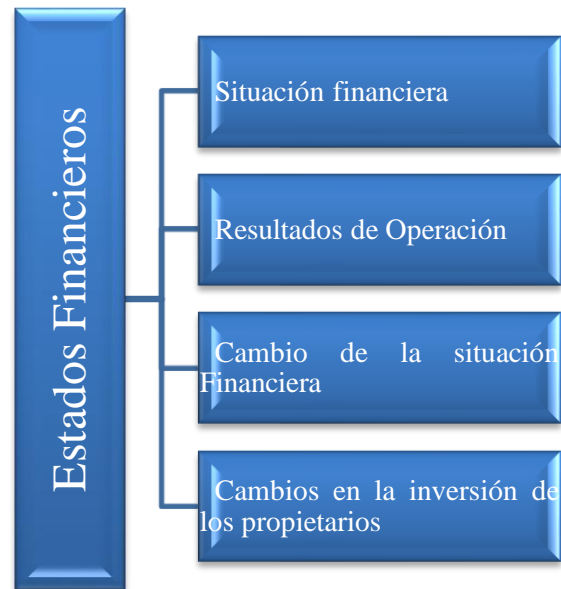 Estados Financieros
Situación financiera
Resultados de Operación
Cambio de la situación
Financiera
Cambios en la inversión de
los propietarios